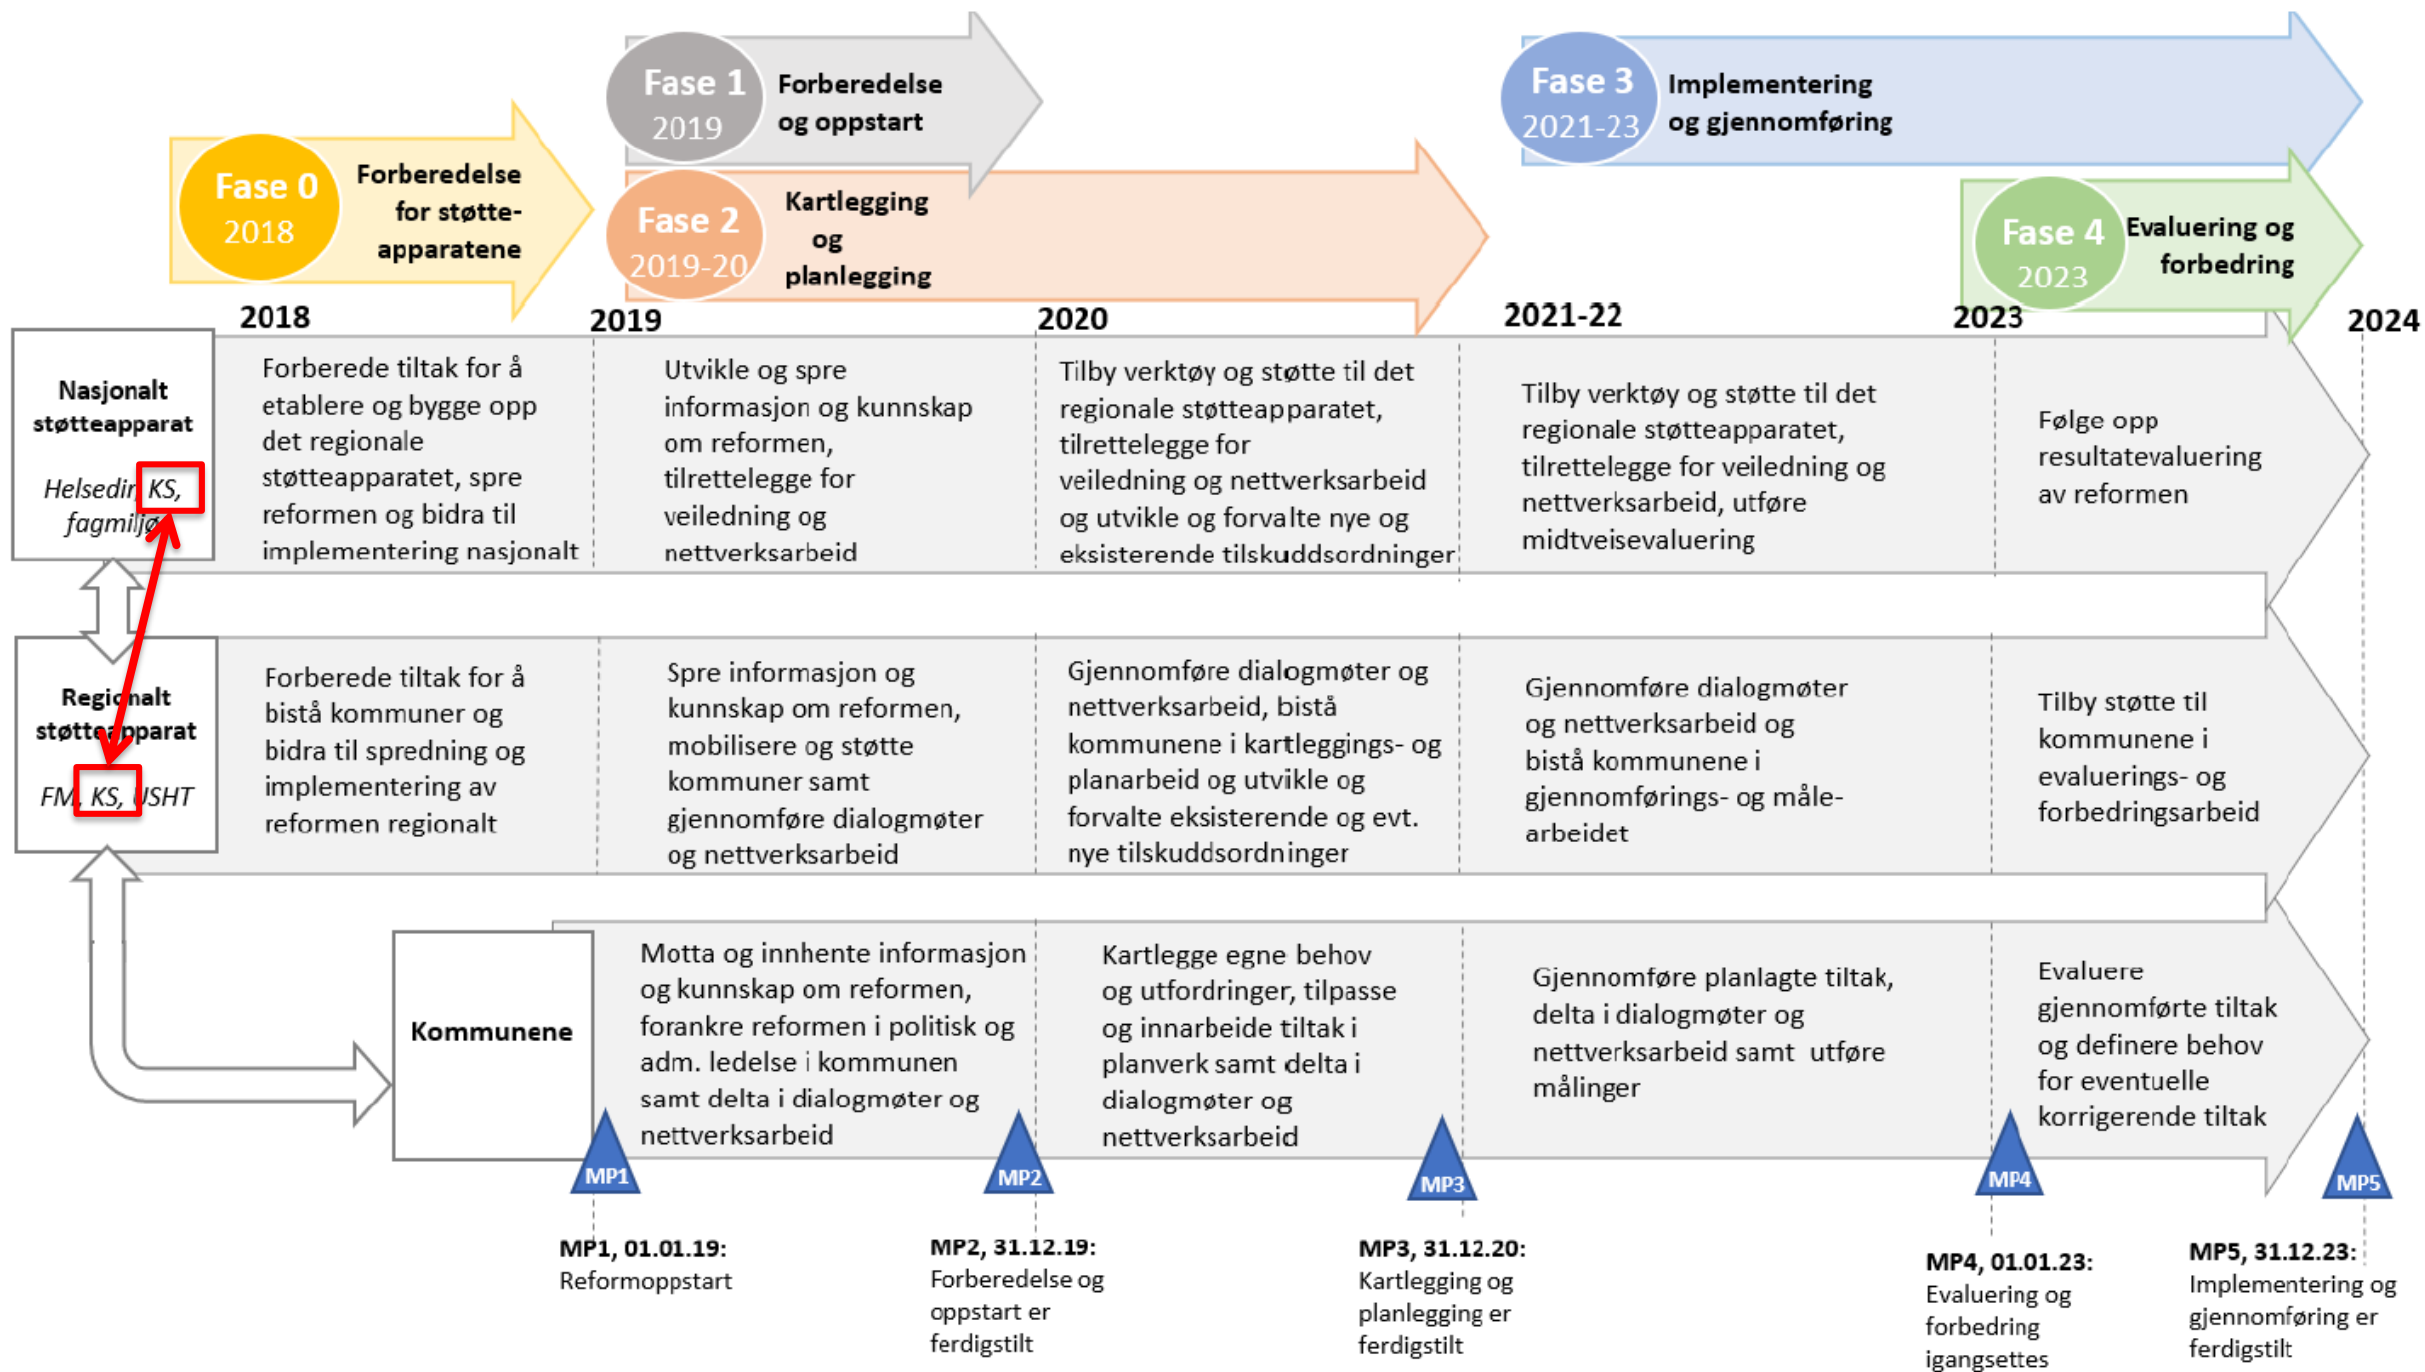 Fase 0
2018
Forberedelse
for støtte-
apparatene
Fase 1
2019
Forberedelse
og oppstart
Fase 2
2019-20
Kartlegging
og
planlegging
Fase 3
2021-23
Implementering
og gjennomføring
Fase 4
2023
Evaluering og
forbedring
2018
2019
2020
2021-22
2023
2024
Nasjonalt
støtteapparat
Helsedir, KS,
fagmiljø
Forberede tiltak for å
etablere og bygge opp
det regionale
støtteapparatet, spre
reformen og bidra til
implementering nasjonalt
Utvikle og spre
informasjon og kunnskap
om reformen,
tilrettelegge for
veiledning og
nettverksarbeid
Tilby verktøy og støtte til det
regionale støtteapparatet,
tilrettelegge for
veiledning og nettverksarbeid
og utvikle og forvalte nye og
eksisterende tilskuddsordninger
Tilby verktøy og støtte til det
regionale støtteapparatet,
tilrettelegge for veiledning og
nettverksarbeid, utføre
midtveisevaluering
Følge opp
resultatevaluering
av reformen
Regionalt
støtteapparat
FM, KS, USHT
Forberede tiltak for å
bistå kommuner og
bidra til spredning og
implementering av
reformen regionalt
Spre informasjon og
kunnskap om reformen,
mobilisere og støtte
kommuner samt
gjennomføre dialogmøter
og nettverksarbeid
Gjennomføre dialogmøter og
nettverksarbeid, bistå
kommunene i kartleggings- og
planarbeid og utvikle og
forvalte eksisterende og evt.
nye tilskuddsordninger
Gjennomføre dialogmøter
og nettverksarbeid og
bistå kommunene i
gjennomførings- og måle-
arbeidet
Tilby støtte til
kommunene i
evaluerings- og
forbedringsarbeid
Kommunene
Motta og innhente informasjon
og kunnskap om reformen,
forankre reformen i politisk og
adm. ledelse i kommunen
samt delta i dialogmøter og
nettverksarbeid
Kartlegge egne behov
og utfordringer, tilpasse
og innarbeide tiltak i
planverk samt delta i
dialogmøter og
nettverksarbeid
Gjennomføre planlagte tiltak,
delta i dialogmøter og
nettverksarbeid samt utføre
målinger
Evaluere
gjennomførte tiltak
og definere behov
for eventuelle
korrigerende tiltak
MP1
MP2
MP3
MP4
MP5
MP1, 01.01.19:
Reformoppstart
MP2, 31.12.19:
Forberedelse og
oppstart er
ferdigstilt
MP3, 31.12.20:
Kartlegging og
planlegging er
ferdigstilt
MP4, 01.01.23:
Evaluering og
forbedring
igangsettes
MP5, 31.12.23:
Implementering og
gjennomføring er
ferdigstilt